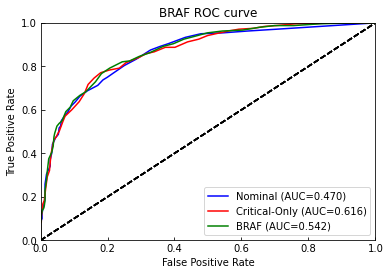 BRAF ROC curve
True Positive Rate
1.0
0.8
0.6
0.4
0.2
0.0
Nominal (AUC=0.470)
Critical-Only (AUC=0.616)
BRAF (AUC=0.542)
0.0 0.2 0.4 0.6 0.8 1.0
False Positive Rate